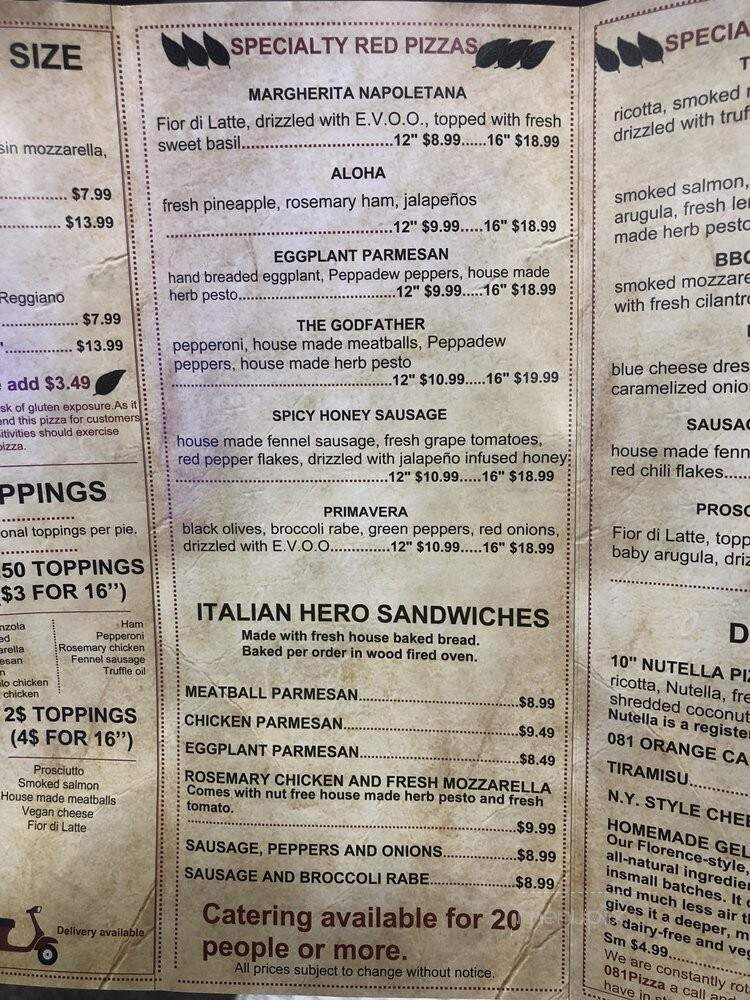 SIZE
sin mozzarella,
$7.99
$13.99
Reggiano
$7.99
$13.99
add $3.49
sk of gluten exposure.As it
end this pizza for customers
itivities should exercise
pizza.
PPINGS
onal toppings per pie.
50 TOPPINGS
($3 FOR 16”)
nzola
ed
arella
esan
n
lo chicken
chicken
Ham
Pepperoni
Rosemary chicken
Fennel sausage
Truffle oil
2$ TOPPINGS
(4$ FOR 16”)
Prosciutto
Smoked salmon
House made meatballs
Vegan cheese
Fior di Latte
Delivery available
SPECIALTY RED PIZZAS
MARGHERITA NAPOLETANA
Fior di Latte, drizzled with E.V.O.O., topped with fresh
sweet basil..............................12" $8.99......16" $18.99
ALOHA
fresh pineapple, rosemary ham, jalapeños
.............................................12" $9.99.....16" $18.99
EGGPLANT PARMESAN
hand breaded eggplant, Peppadew peppers, house made
herb pesto...............................12" $9.99.....16" $18.99
THE GODFATHER
pepperoni, house made meatballs, Peppadew
peppers, house made herb pesto
............................................12" $10.99.....16" $19.99
SPICY HONEY SAUSAGE
house made fennel sausage, fresh grape tomatoes,
red pepper flakes, drizzled with jalapeño infused honey
...........................................12" $10.99.....16" $18.99
PRIMAVERA
black olives, broccoli rabe, green peppers, red onions,
drizzled with E.V.O.O..............12" $10.99.....16" $18.99
ITALIAN HERO SANDWICHES
Made with fresh house baked bread.
Baked per order in wood fired oven.
MEATBALL PARMESAN................................$8.99
CHICKEN PARMESAN...................................$9.49
EGGPLANT PARMESAN................................$8.49
ROSEMARY CHICKEN AND FRESH MOZZARELLA
Comes with nut free house made herb pesto and fresh
tomato.
..................................................................$9.99
SAUSAGE, PEPPERS AND ONIONS...............$8.99
SAUSAGE AND BROCCOLI RABE.................$8.99
Catering available for 20
people or more.
All prices subject to change without notice.
SPECIA
T
ricotta, smoked
drizzled with truf
smoked salmon,
arugula, fresh le
made herb pesto
BBC
smoked mozzare
with fresh cilantro
blue cheese dres
caramelized onio
SAUSAG
house made fenn
red chili flakes.....
PROSC
Fior di Latte, topp
baby arugula, driz
D
10" NUTELLA PI
ricotta, Nutella, fre
shredded coconut
Nutella is a register
081 ORANGE CA
TIRAMISU
N.Y. STYLE CHEE
HOMEMADE GEL
Our Florence-style,
all-natural ingredie
insmall batches. It
and much less air t
gives it a deeper, m
is dairy-free and veg
Sm $4.99
We are constantly rot
081Pizza a call and
have in st